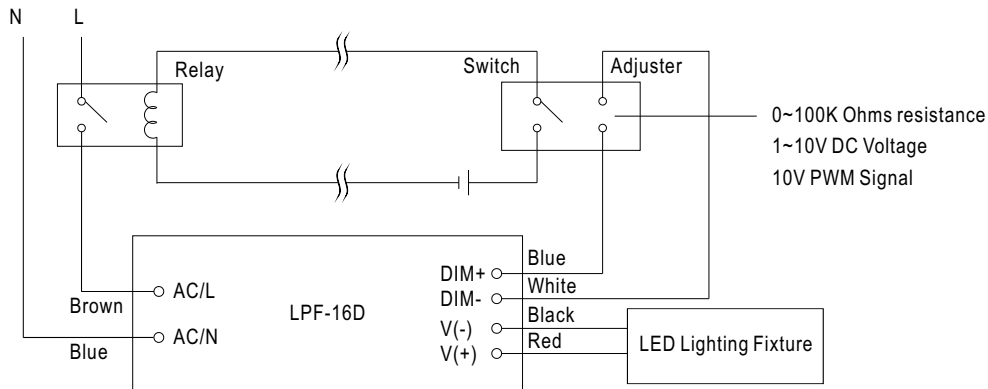 N L
Relay
Switch Adjuster
0~100K Ohms resistance
1~10V DC Voltage
10V PWM Signal
Brown
Blue
AC/L
AC/N
LPF-16D
DIM+
DIM-
V(-)
V(+)
Blue
White
Black
Red
LED Lighting Fixture